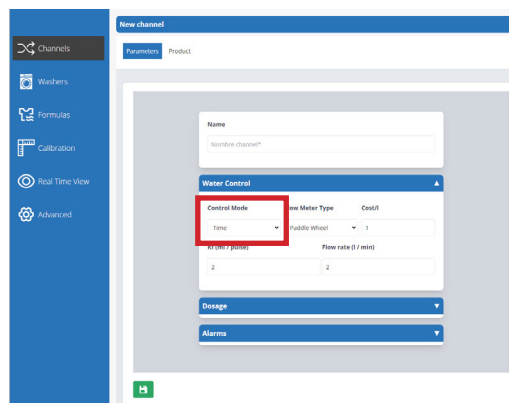 New channel
Channels
Washers
Formulas
Calibration
Real Time View
Advanced
Parameters Product
Name
Nombre channel*
Water Control
Control Mode ow Meter Type Cost/l
Time Paddle Wheel 1
Kf (ml / pulse) Flow rate (l / min)
2 2
Dosage
Alarms